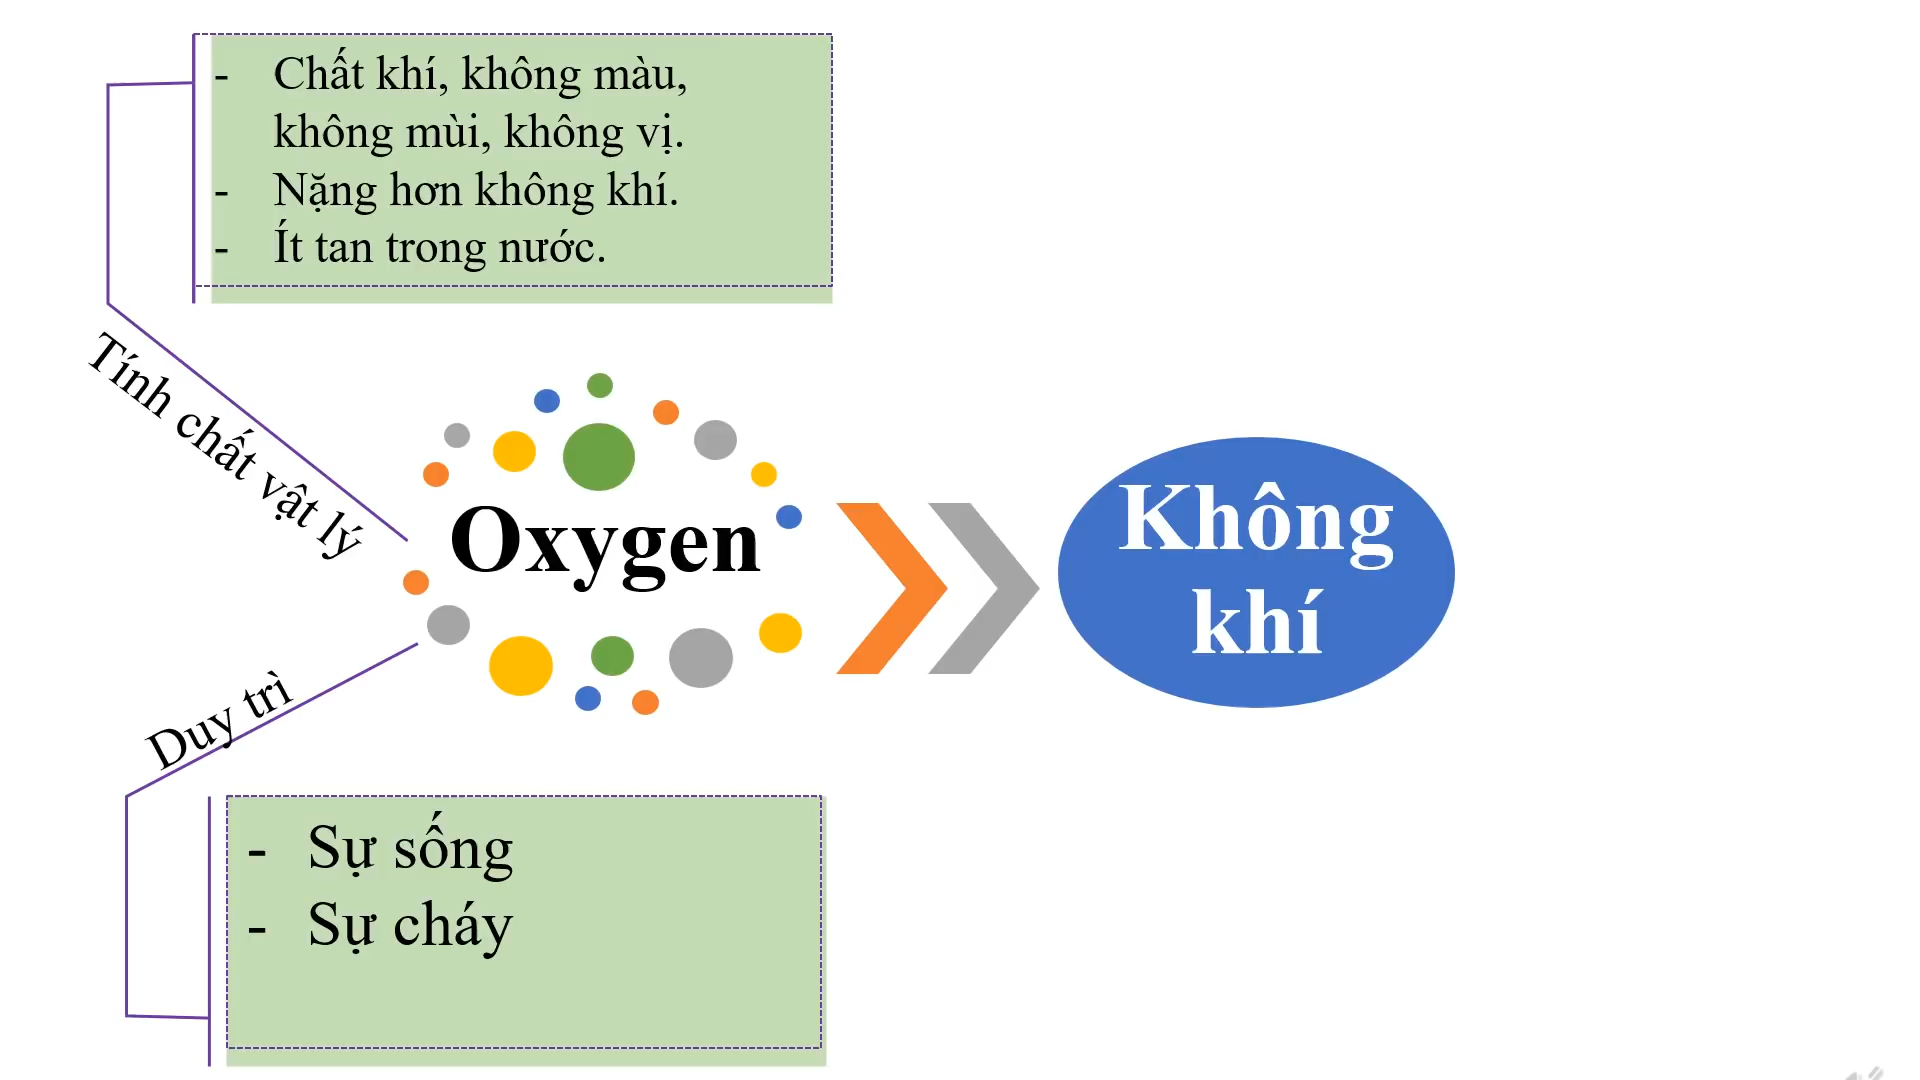 - Chất khí, không màu,
không mùi, không vị.
- Nặng hơn không khí.
- Ít tan trong nước.
Tính chất vật lý
Oxygen
Không
khí
Duy trì
- Sự sống
- Sự cháy